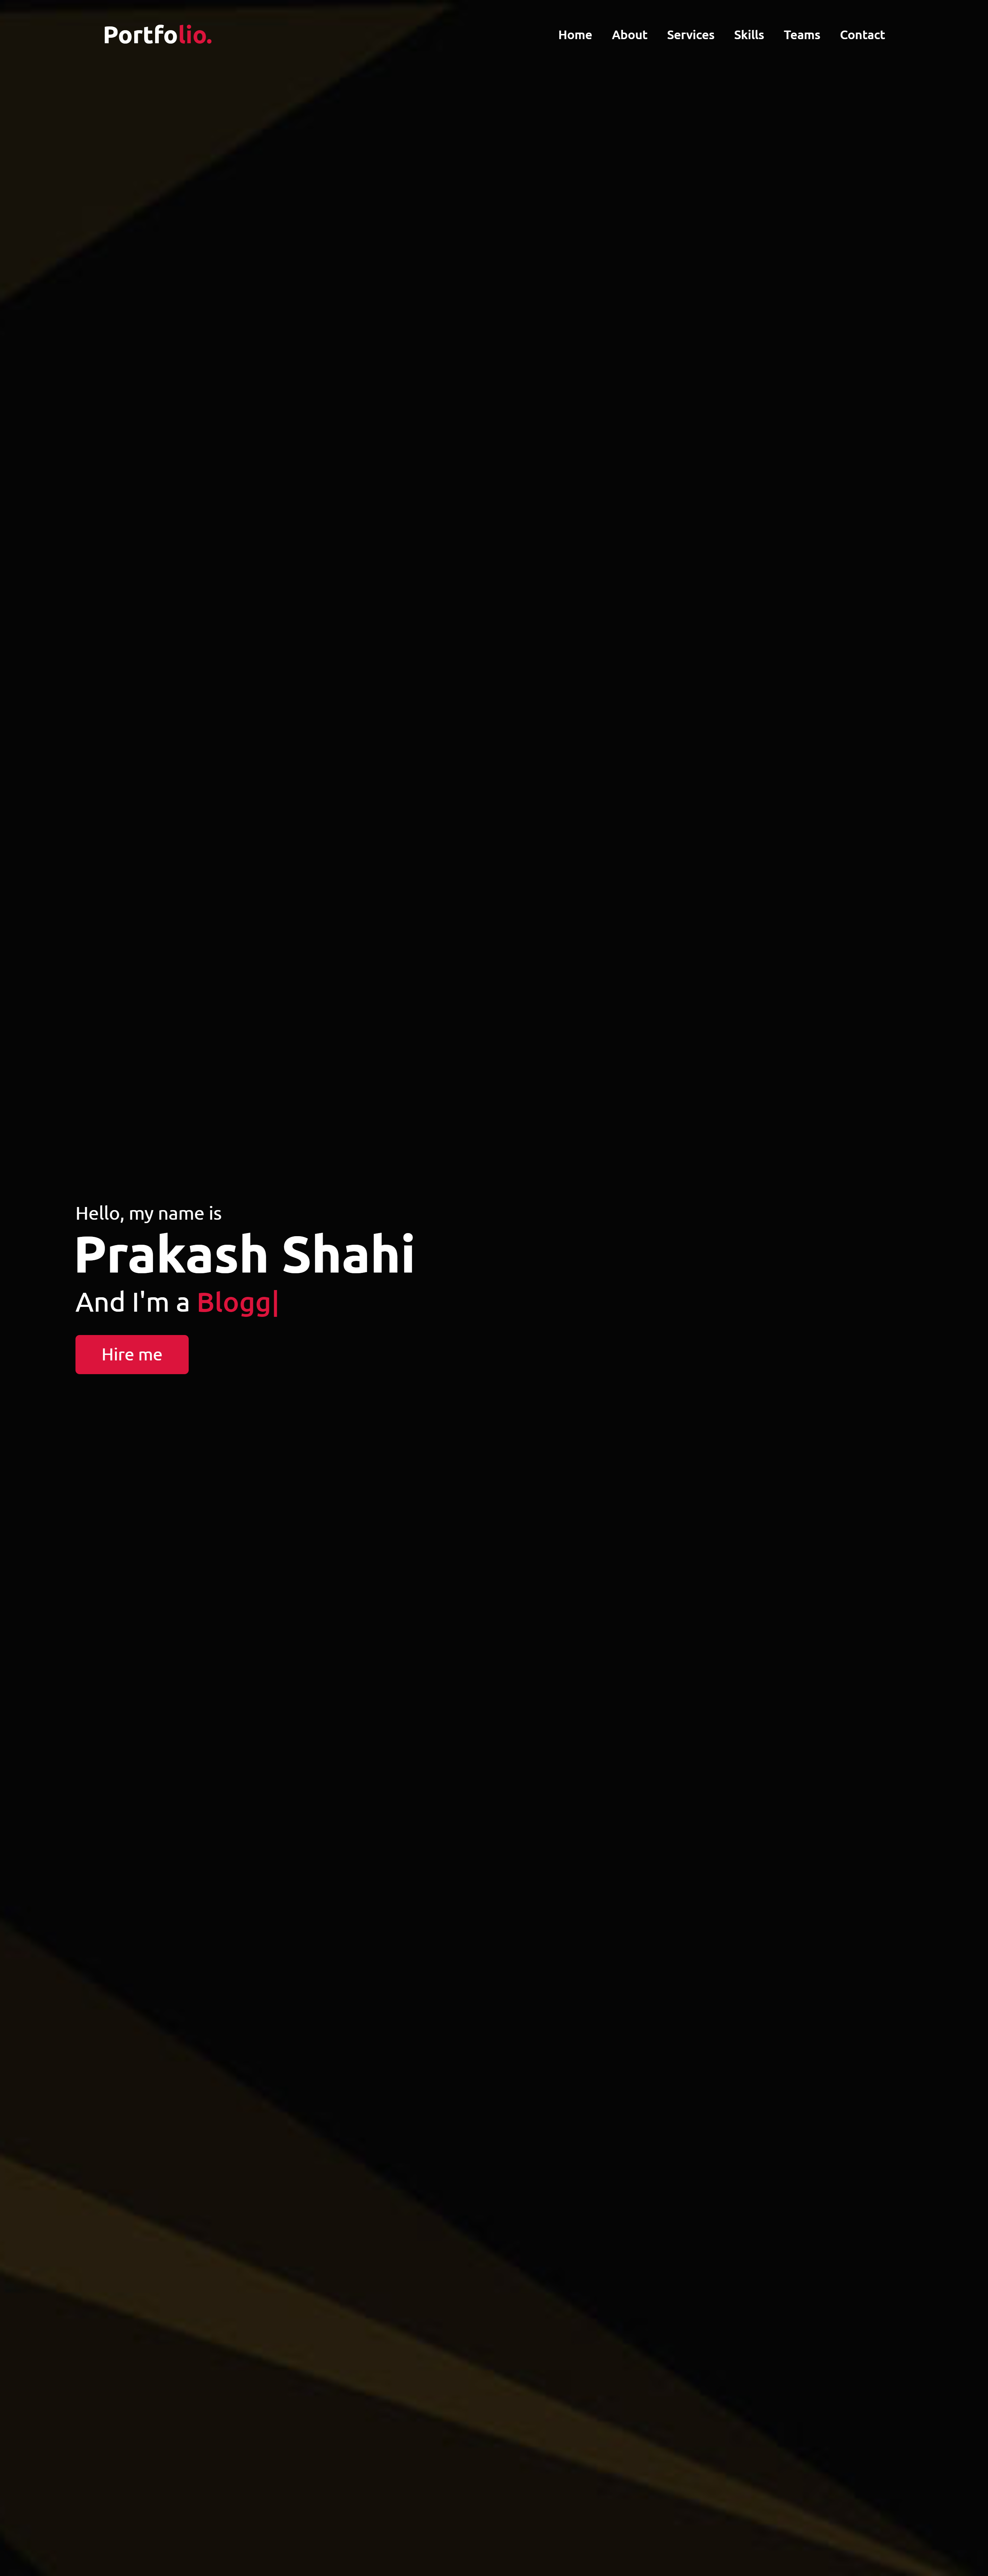 Portfolio.
Home About Services Skills Teams Contact
Hello, my name is
Prakash Shahi
And I'm a Blogg|
Hire me